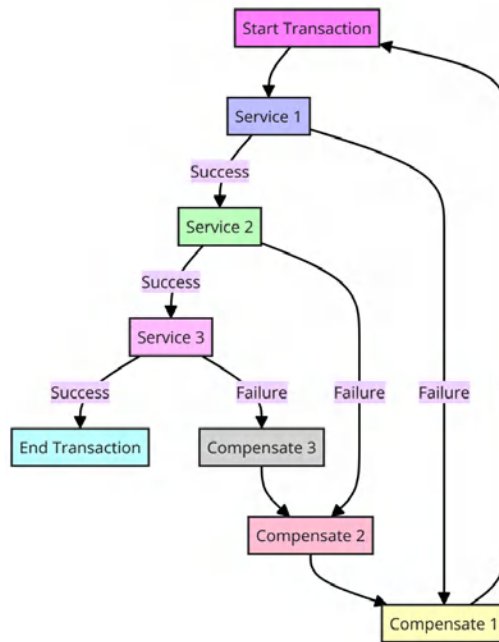 Start Transaction
Service 1
Success
Service 2
Success
Service 3
Success
Failure
Failure
Failure
End Transaction
Compensate 3
Compensate 2
Compensate 1